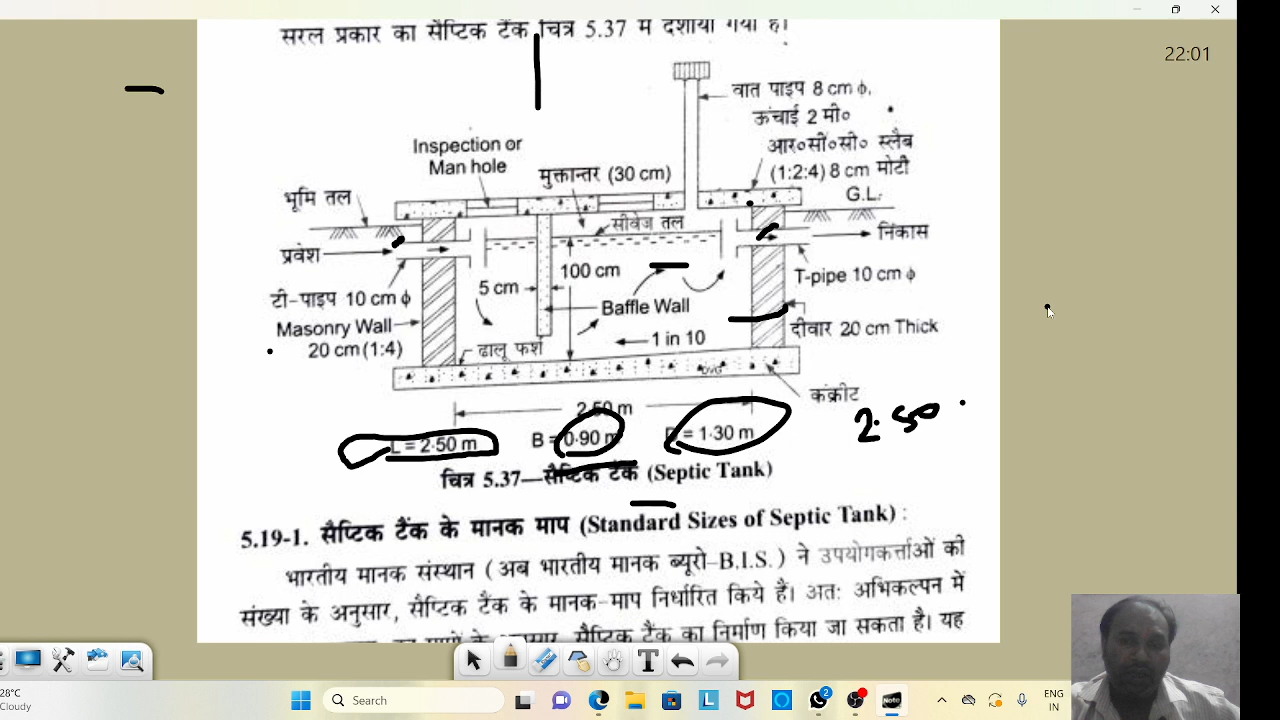 सरल प्रकार का सैप्टिक टैंक चित्र 5.37 में दर्शाया गया है।
22:01
वात पाइप 8 cm ϕ,
ऊंचाई 2 मी०
Inspection or
Man hole
मुक्तान्तर (30 cm)
आर०सी०सी० स्लैब
(1:2:4) 8 cm मोटी
भूमि तल
G.L.
सीवेज तल
प्रवेश
निकास
100 cm
5 cm
T-pipe 10 cm ϕ
टी-पाइप 10 cm ϕ
Baffle Wall
Masonry Wall
20 cm (1:4)
दीवार 20 cm Thick
1 in 10
ढालू फर्श
कंक्रीट
2.50 m
2.50
L = 2.50 m B = 0.90 m = 1.30 m
चित्र 5.37—सैप्टिक टैंक (Septic Tank)
5.19-1. सैप्टिक टैंक के मानक माप (Standard Sizes of Septic Tank) :
भारतीय मानक संस्थान (अब भारतीय मानक ब्यूरो-B.I.S.) ने उपयोगकर्त्ताओं की
संख्या के अनुसार, सैप्टिक टैंक के मानक-माप निर्धारित किये है। अतः अभिकल्पन में
सैप्टिक टैंक का निर्माण किया जा सकता है। यह
28°C
Cloudy
Search
2
Note
ENG
IN